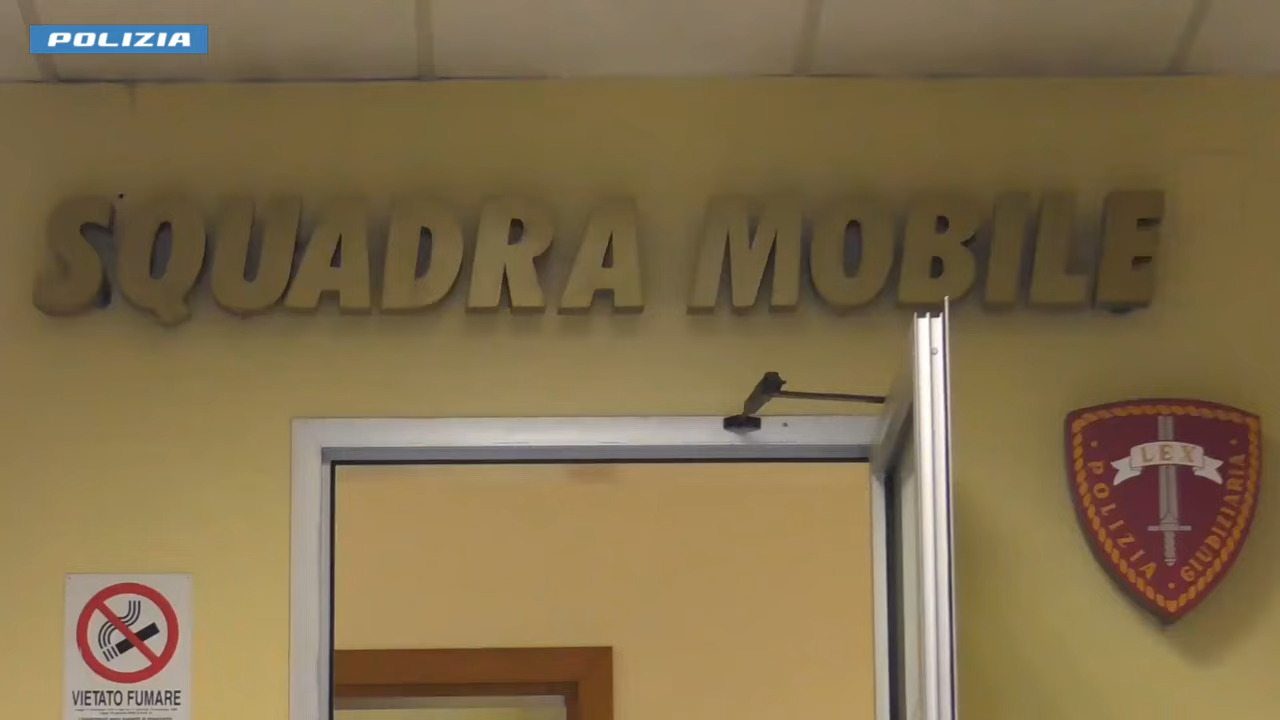 POLIZIA
SQUADRA MOBILE
LEX
POLIZIA GIUDIZIARIA
VIETATO FUMARE